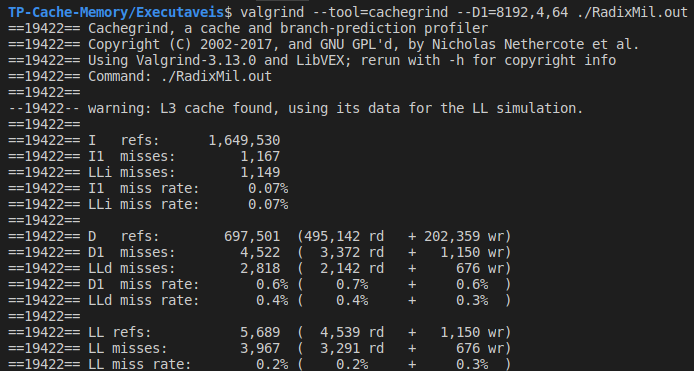 TP-Cache-Memory/Executaveis$ valgrind --tool=cachegrind --D1=8192,4,64 ./RadixMil.out
==19422== Cachegrind, a cache and branch-prediction profiler
==19422== Copyright (C) 2002-2017, and GNU GPL'd, by Nicholas Nethercote et al.
==19422== Using Valgrind-3.13.0 and LibVEX; rerun with -h for copyright info
==19422== Command: ./RadixMil.out
==19422==
--19422-- warning: L3 cache found, using its data for the LL simulation.
==19422==
==19422== I   refs:      1,649,530
==19422== I1  misses:        1,167
==19422== LLi misses:        1,149
==19422== I1  miss rate:      0.07%
==19422== LLi miss rate:      0.07%
==19422==
==19422== D   refs:        697,501  (495,142 rd   + 202,359 wr)
==19422== D1  misses:        4,522  (  3,372 rd   +   1,150 wr)
==19422== LLd misses:        2,818  (  2,142 rd   +     676 wr)
==19422== D1  miss rate:       0.6% (    0.7%     +     0.6%  )
==19422== LLd miss rate:       0.4% (    0.4%     +     0.3%  )
==19422==
==19422== LL refs:           5,689  (  4,539 rd   +   1,150 wr)
==19422== LL misses:         3,967  (  3,291 rd   +     676 wr)
==19422== LL miss rate:        0.2% (    0.2%     +     0.3%  )